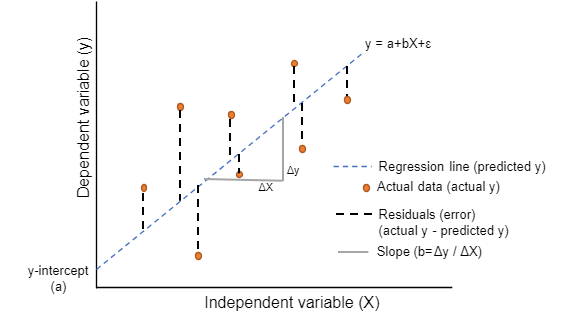 y = a+bX+ε
Dependent variable (y)
Δy
ΔX
Regression line (predicted y)
Actual data (actual y)
Residuals (error)
(actual y - predicted y)
Slope (b=Δy / ΔX)
y-intercept
(a)
Independent variable (X)